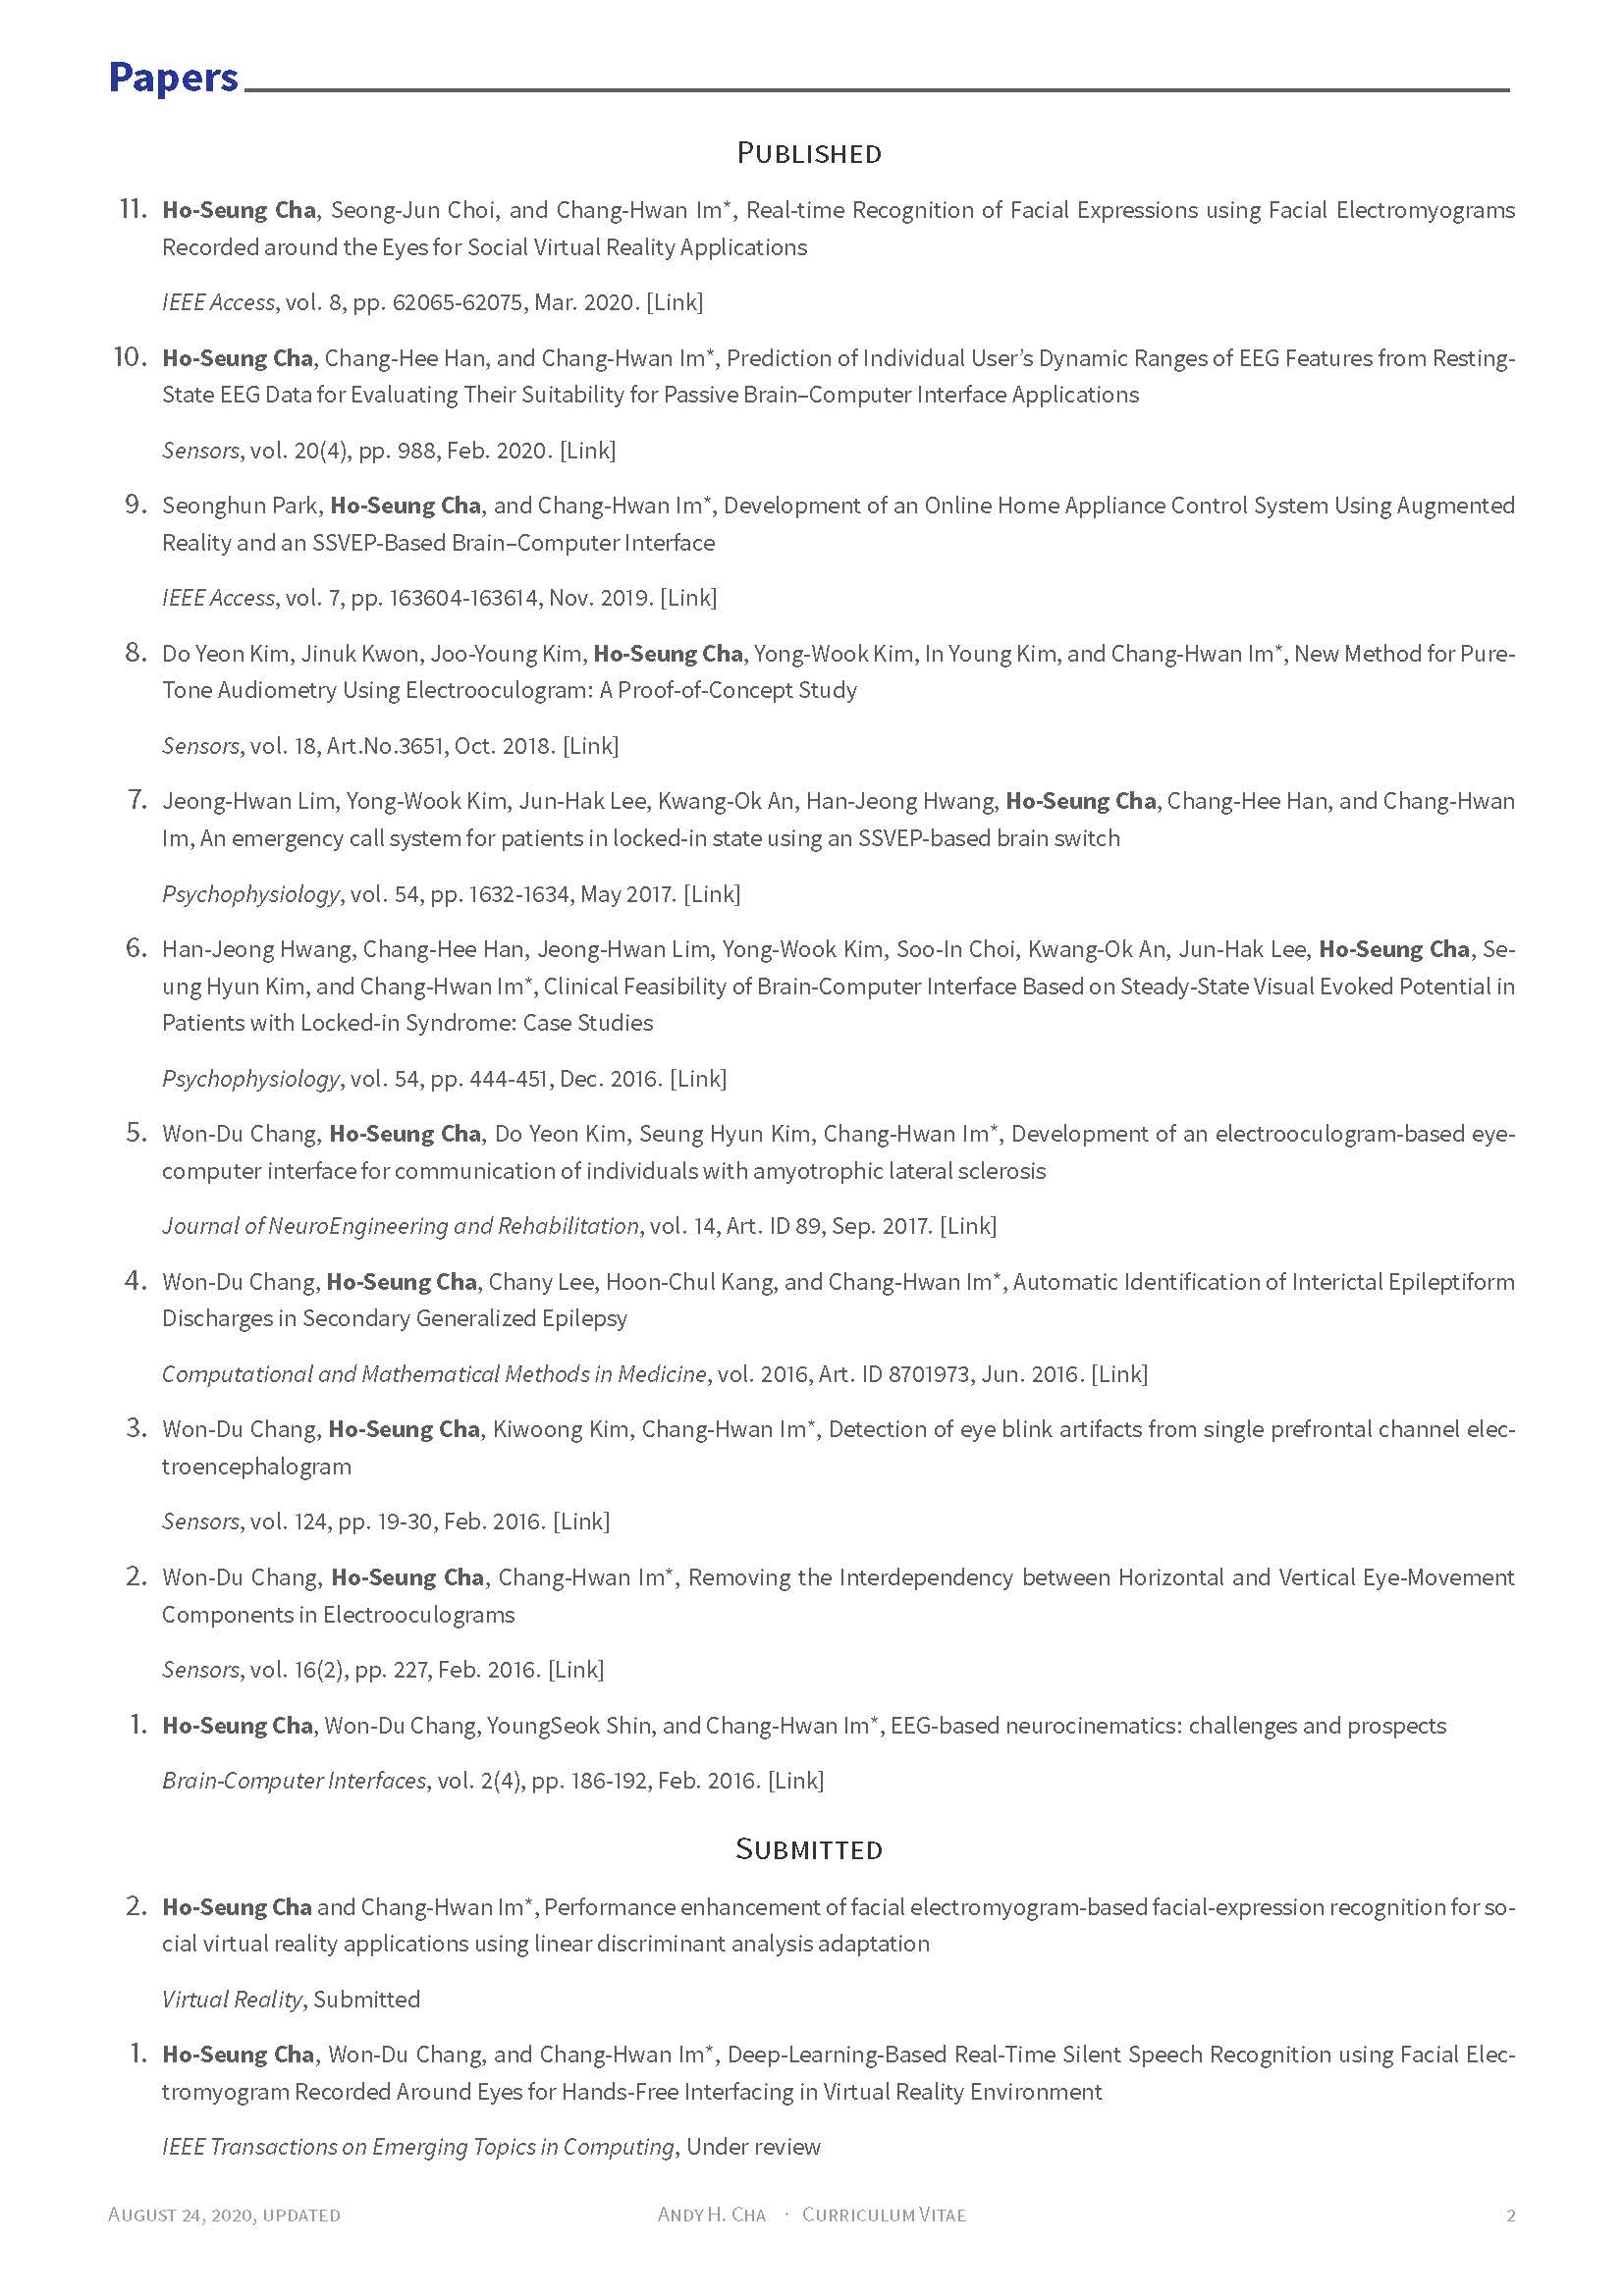 Papers
PUBLISHED
11. Ho-Seung Cha, Seong-Jun Choi, and Chang-Hwan Im*, Real-time Recognition of Facial Expressions using Facial Electromyograms
Recorded around the Eyes for Social Virtual Reality Applications
IEEE Access, vol. 8, pp. 62065-62075, Mar. 2020. [Link]
10. Ho-Seung Cha, Chang-Hee Han, and Chang-Hwan Im*, Prediction of Individual User’s Dynamic Ranges of EEG Features from Resting-
State EEG Data for Evaluating Their Suitability for Passive Brain–Computer Interface Applications
Sensors, vol. 20(4), pp. 988, Feb. 2020. [Link]
9. Seonghun Park, Ho-Seung Cha, and Chang-Hwan Im*, Development of an Online Home Appliance Control System Using Augmented
Reality and an SSVEP-Based Brain–Computer Interface
IEEE Access, vol. 7, pp. 163604-163614, Nov. 2019. [Link]
8. Do Yeon Kim, Jinuk Kwon, Joo-Young Kim, Ho-Seung Cha, Yong-Wook Kim, In Young Kim, and Chang-Hwan Im*, New Method for Pure-
Tone Audiometry Using Electrooculogram: A Proof-of-Concept Study
Sensors, vol. 18, Art.No.3651, Oct. 2018. [Link]
7. Jeong-Hwan Lim, Yong-Wook Kim, Jun-Hak Lee, Kwang-Ok An, Han-Jeong Hwang, Ho-Seung Cha, Chang-Hee Han, and Chang-Hwan
Im, An emergency call system for patients in locked-in state using an SSVEP-based brain switch
Psychophysiology, vol. 54, pp. 1632-1634, May 2017. [Link]
6. Han-Jeong Hwang, Chang-Hee Han, Jeong-Hwan Lim, Yong-Wook Kim, Soo-In Choi, Kwang-Ok An, Jun-Hak Lee, Ho-Seung Cha, Se-
ung Hyun Kim, and Chang-Hwan Im*, Clinical Feasibility of Brain-Computer Interface Based on Steady-State Visual Evoked Potential in
Patients with Locked-in Syndrome: Case Studies
Psychophysiology, vol. 54, pp. 444-451, Dec. 2016. [Link]
5. Won-Du Chang, Ho-Seung Cha, Do Yeon Kim, Seung Hyun Kim, Chang-Hwan Im*, Development of an electrooculogram-based eye-
computer interface for communication of individuals with amyotrophic lateral sclerosis
Journal of NeuroEngineering and Rehabilitation, vol. 14, Art. ID 89, Sep. 2017. [Link]
4. Won-Du Chang, Ho-Seung Cha, Chany Lee, Hoon-Chul Kang, and Chang-Hwan Im*, Automatic Identification of Interictal Epileptiform
Discharges in Secondary Generalized Epilepsy
Computational and Mathematical Methods in Medicine, vol. 2016, Art. ID 8701973, Jun. 2016. [Link]
3. Won-Du Chang, Ho-Seung Cha, Kiwoong Kim, Chang-Hwan Im*, Detection of eye blink artifacts from single prefrontal channel elec-
troencephalogram
Sensors, vol. 124, pp. 19-30, Feb. 2016. [Link]
2. Won-Du Chang, Ho-Seung Cha, Chang-Hwan Im*, Removing the Interdependency between Horizontal and Vertical Eye-Movement
Components in Electrooculograms
Sensors, vol. 16(2), pp. 227, Feb. 2016. [Link]
1. Ho-Seung Cha, Won-Du Chang, YoungSeok Shin, and Chang-Hwan Im*, EEG-based neurocinematics: challenges and prospects
Brain-Computer Interfaces, vol. 2(4), pp. 186-192, Feb. 2016. [Link]
SUBMITTED
2. Ho-Seung Cha and Chang-Hwan Im*, Performance enhancement of facial electromyogram-based facial-expression recognition for so-
cial virtual reality applications using linear discriminant analysis adaptation
Virtual Reality, Submitted
1. Ho-Seung Cha, Won-Du Chang, and Chang-Hwan Im*, Deep-Learning-Based Real-Time Silent Speech Recognition using Facial Elec-
tromyogram Recorded Around Eyes for Hands-Free Interfacing in Virtual Reality Environment
IEEE Transactions on Emerging Topics in Computing, Under review
AUGUST 24, 2020, UPDATED ANDY H. CHA · CURRICULUM VITAE 2